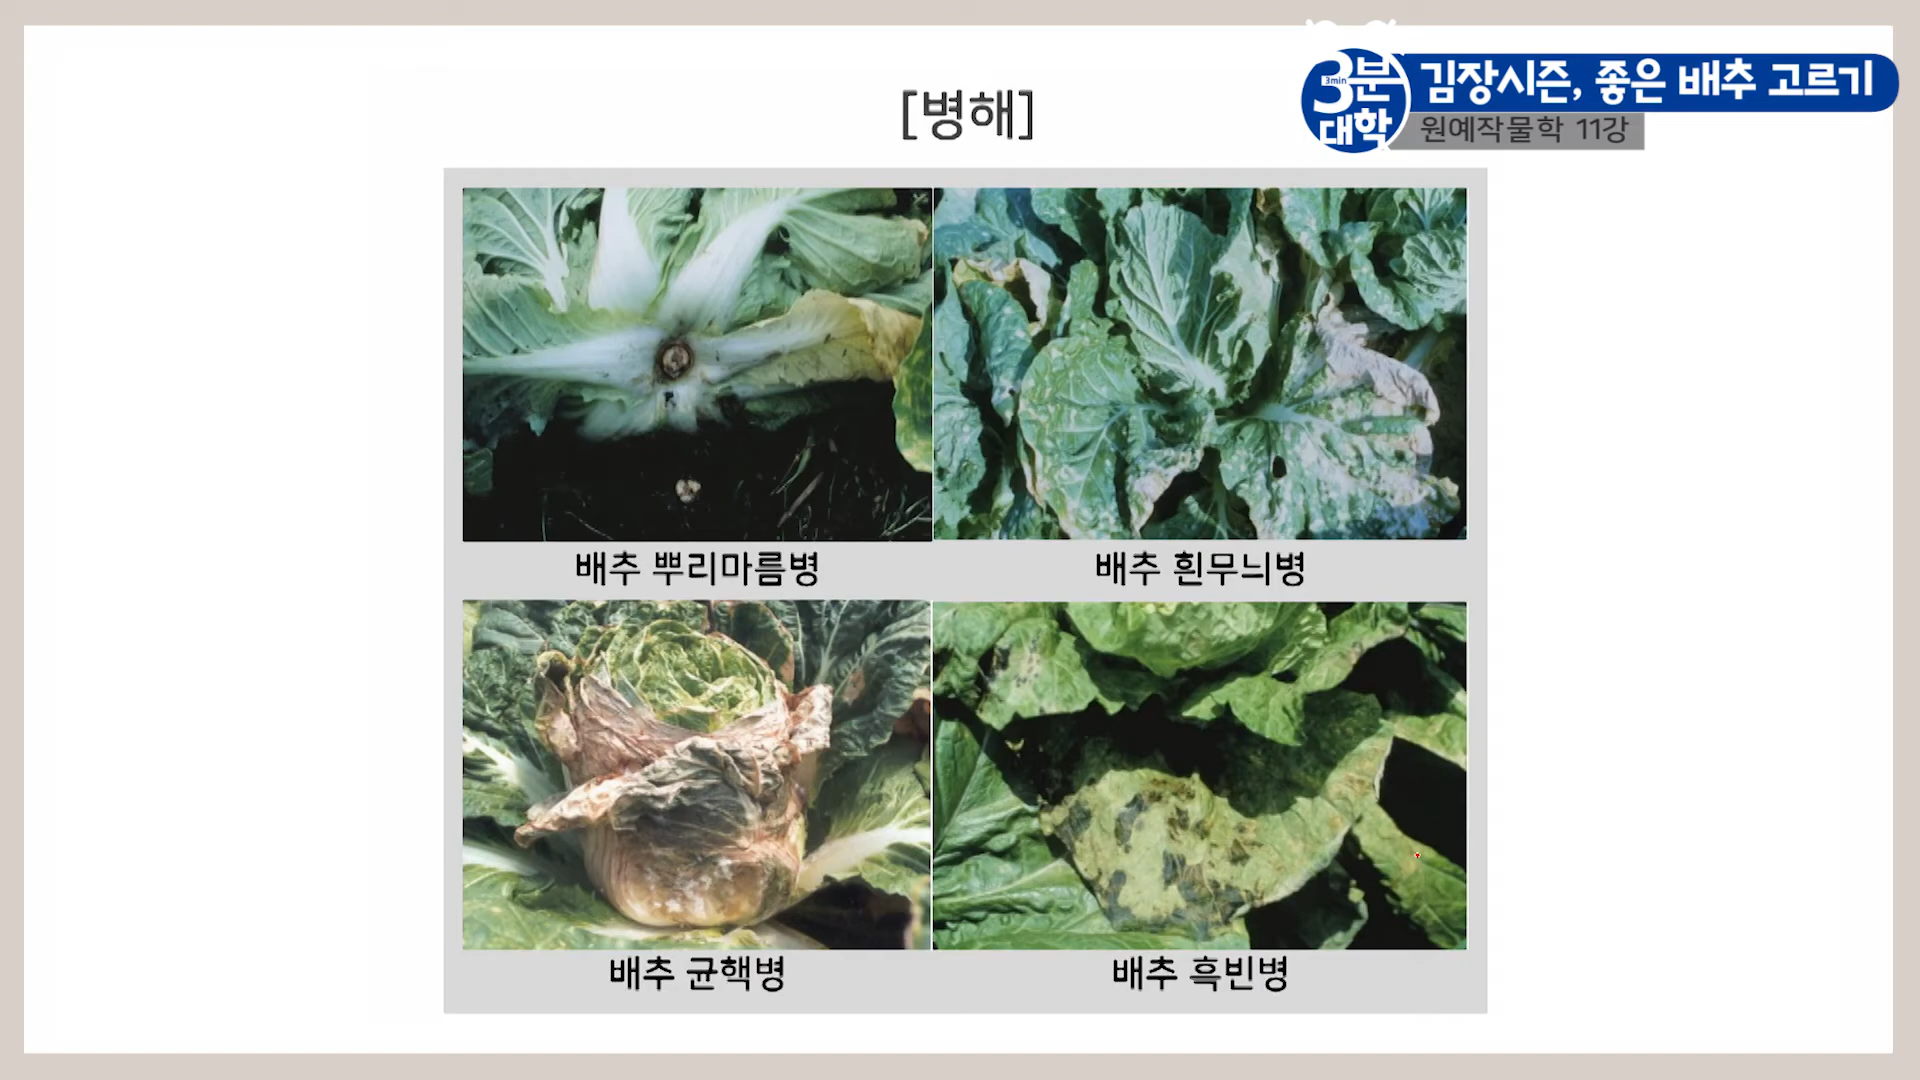 [병해]
3분
3min
대학
김장시즌, 좋은 배추 고르기
원예작물학 11강
배추 뿌리마름병
배추 흰무늬병
배추 균핵병
배추 흑빈병